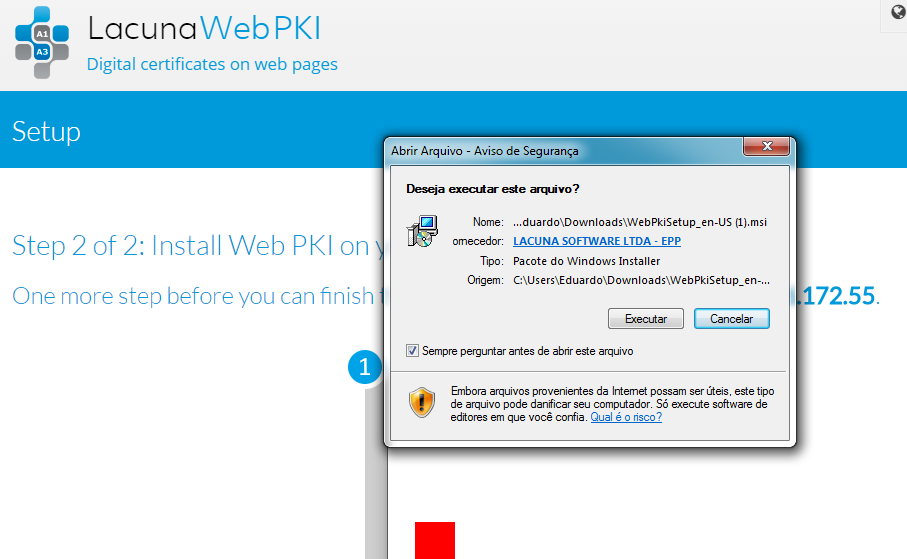 A1
A3
LacunaWebPKI
Digital certificates on web pages
Setup
Abrir Arquivo - Aviso de Segurança
Deseja executar este arquivo?
Nome: ...duardo\Downloads\WebPkiSetup_en-US (1).msi
omecedor: LACUNA SOFTWARE LTDA - EPP
Tipo: Pacote do Windows Installer
Origem: C:\Users\Eduardo\Downloads\WebPkiSetup_en-...
Executar Cancelar
Sempre perguntar antes de abrir este arquivo
Embora arquivos provenientes da Internet possam ser úteis, este tipo
de arquivo pode danificar seu computador. Só execute software de
editores em que você confia. Qual é o risco?
Step 2 of 2: Install Web PKI on
One more step before you can finish .172.55.
1